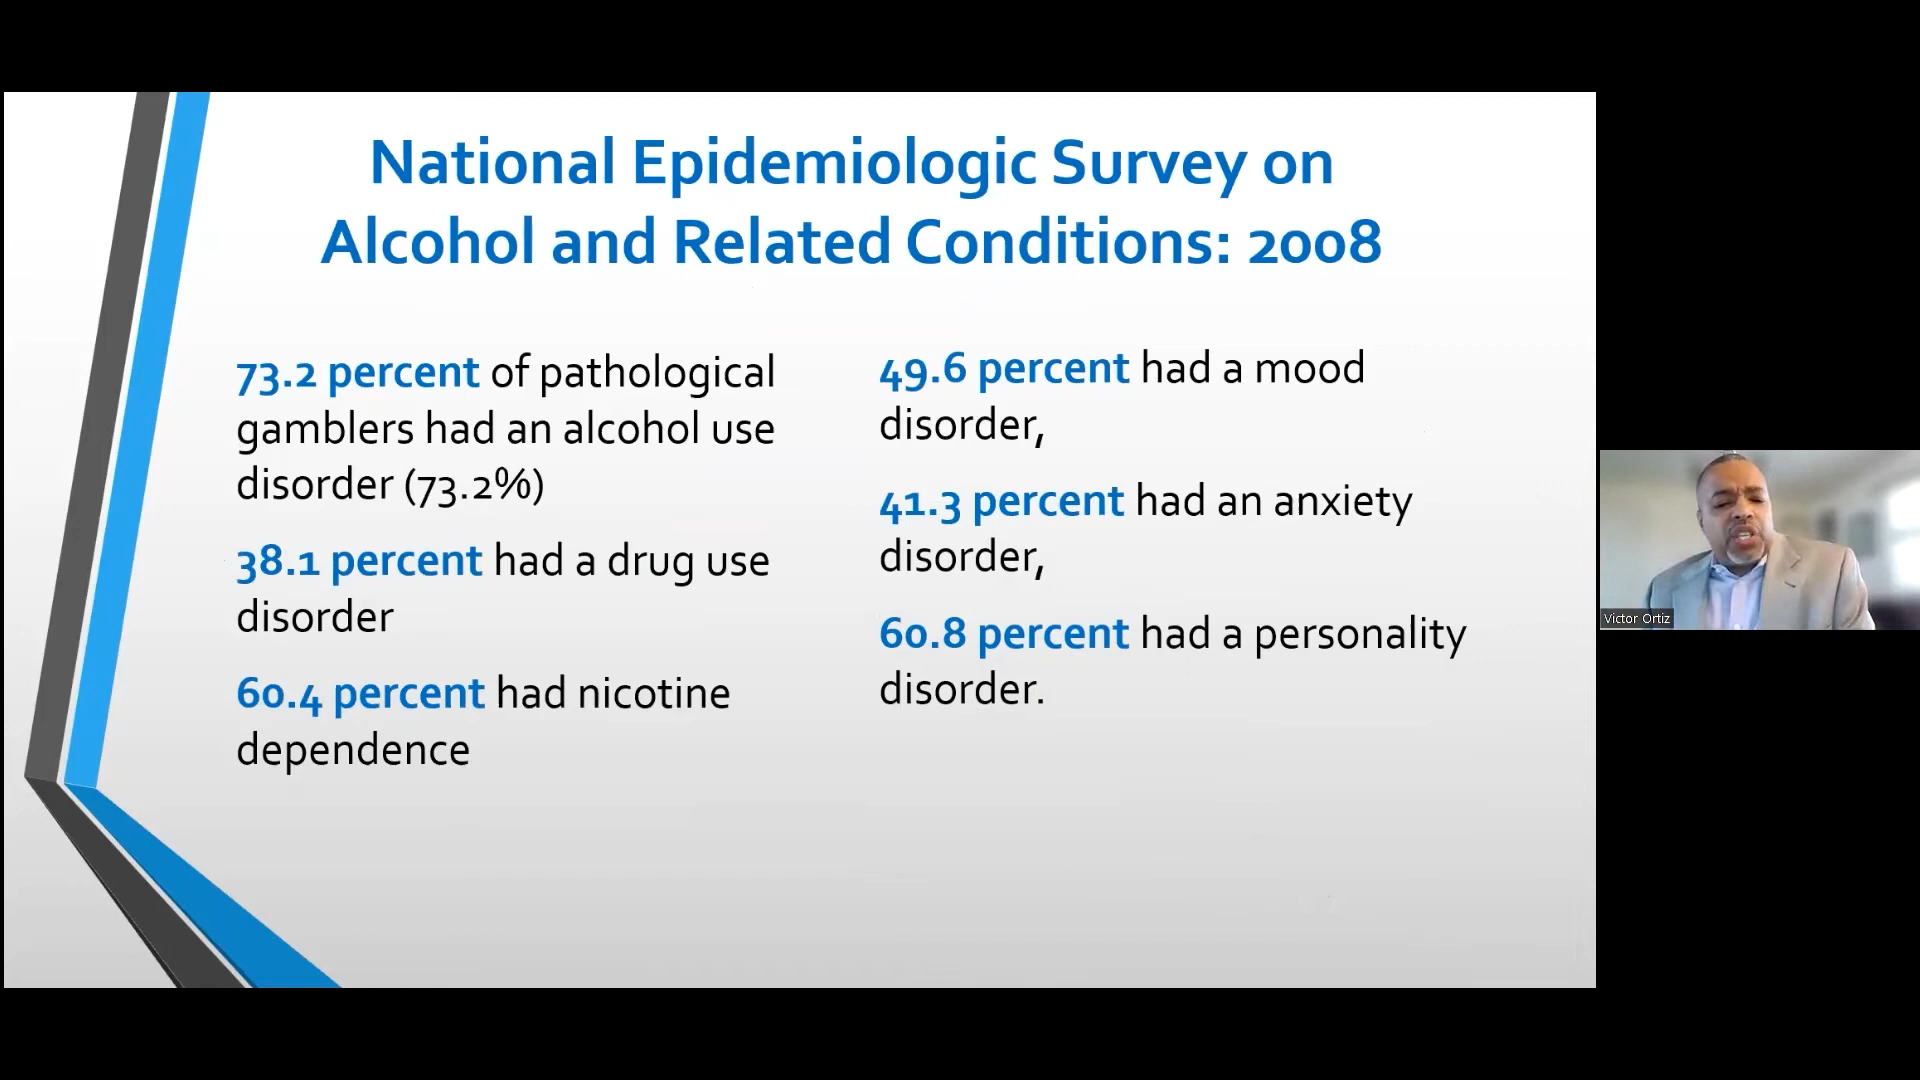 National Epidemiologic Survey on
Alcohol and Related Conditions: 2008
73.2 percent of pathological
gamblers had an alcohol use
disorder (73.2%)
38.1 percent had a drug use
disorder
60.4 percent had nicotine
dependence
49.6 percent had a mood
disorder,
41.3 percent had an anxiety
disorder,
60.8 percent had a personality
disorder.
Victor Ortiz